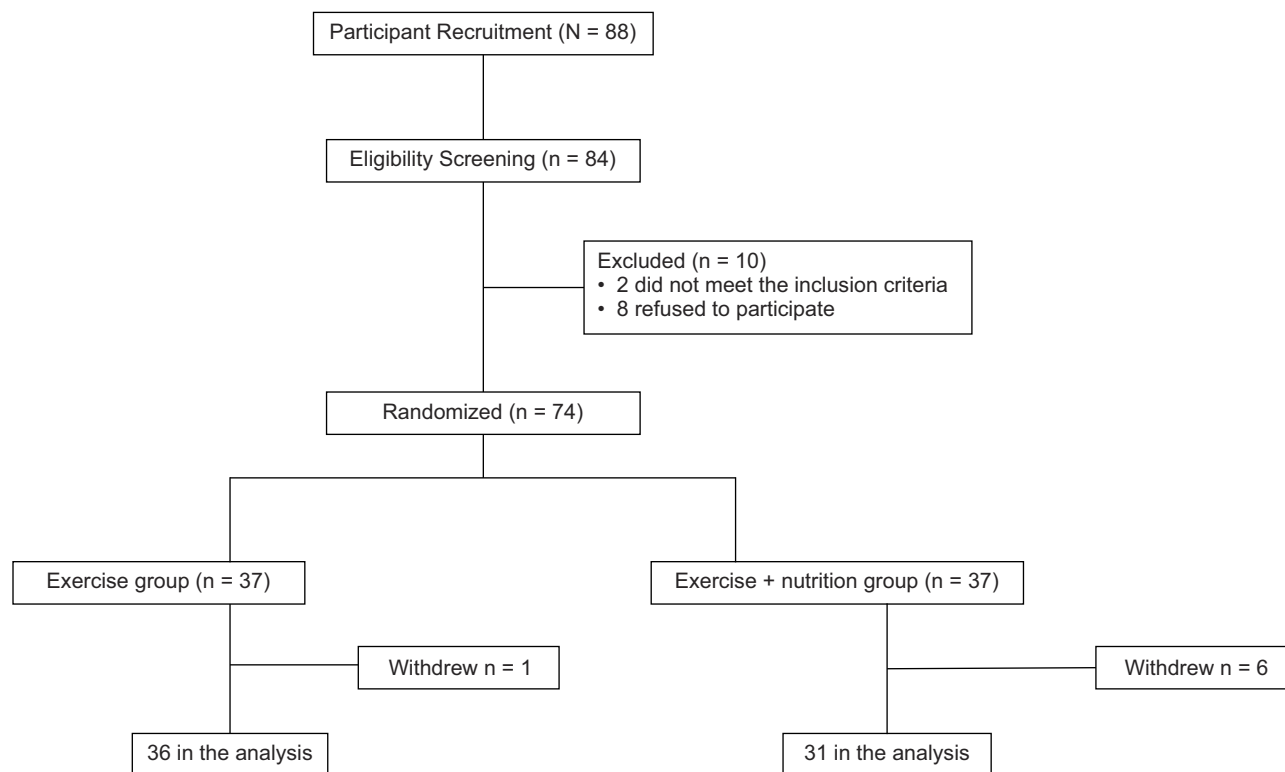 Participant Recruitment (N = 88)
Eligibility Screening (n = 84)
Excluded (n = 10)
• 2 did not meet the inclusion criteria
• 8 refused to participate
Randomized (n = 74)
Exercise group (n = 37)
Exercise + nutrition group (n = 37)
Withdrew n = 1
Withdrew n = 6
36 in the analysis
31 in the analysis